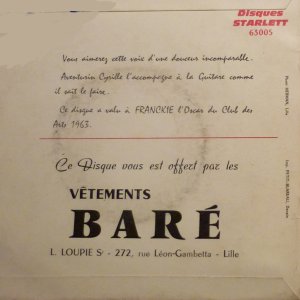 Disques
STARLETT
65005
Vous aimerez cette voix d'une douceur incomparable.
Aventurin Cyrille l'accompagne à la Guitare comme
il sait le faire.
Ce disque a valu à FRANCKIE l'Oscar du Club des
Arts 1963.
Ce Disque vous est offert par les
VÊTEMENTS
BARÉ
L. LOUPIE Sr - 272, rue Léon-Gambetta - Lille